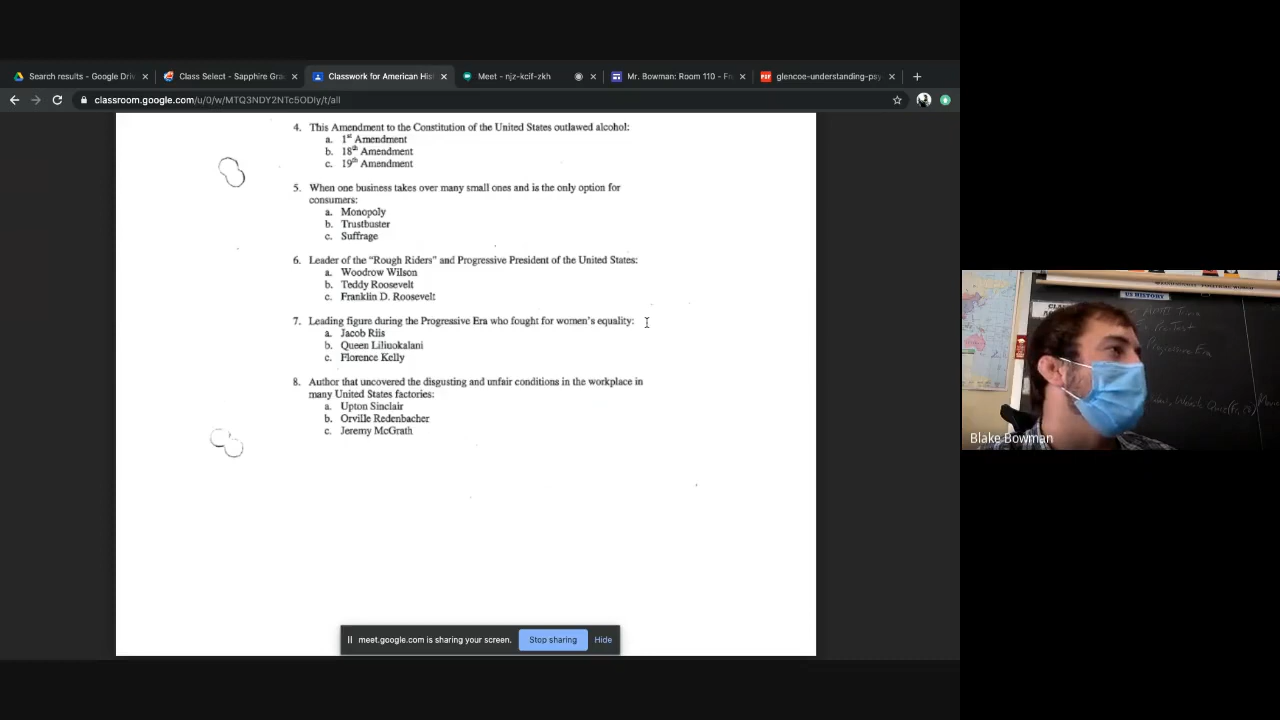 Search results - Google Driv
Class Select - Sapphire Gra
Classwork for American His
Meet - njz-kcif-zkh
Mr. Bowman: Room 110 - Fr
PDF
glencoe-understanding-psy
classroom.google.com/u/0/w/MTQ3NDY2NTc5ODIy/t/all
4. This Amendment to the Constitution of the United States outlawed alcohol:
a. 1st Amendment
b. 18th Amendment
c. 19th Amendment
5. When one business takes over many small ones and is the only option for
consumers:
a. Monopoly
b. Trustbuster
c. Suffrage
6. Leader of the “Rough Riders” and Progressive President of the United States:
a. Woodrow Wilson
b. Teddy Roosevelt
c. Franklin D. Roosevelt
7. Leading figure during the Progressive Era who fought for women's equality:
a. Jacob Riis
b. Queen Liliuokalani
c. Florence Kelly
8. Author that uncovered the disgusting and unfair conditions in the workplace in
many United States factories:
a. Upton Sinclair
b. Orville Redenbacher
c. Jeremy McGrath
meet.google.com is sharing your screen.
Stop sharing
Hide
US HISTORY
Progressive Era
Blake Bowman